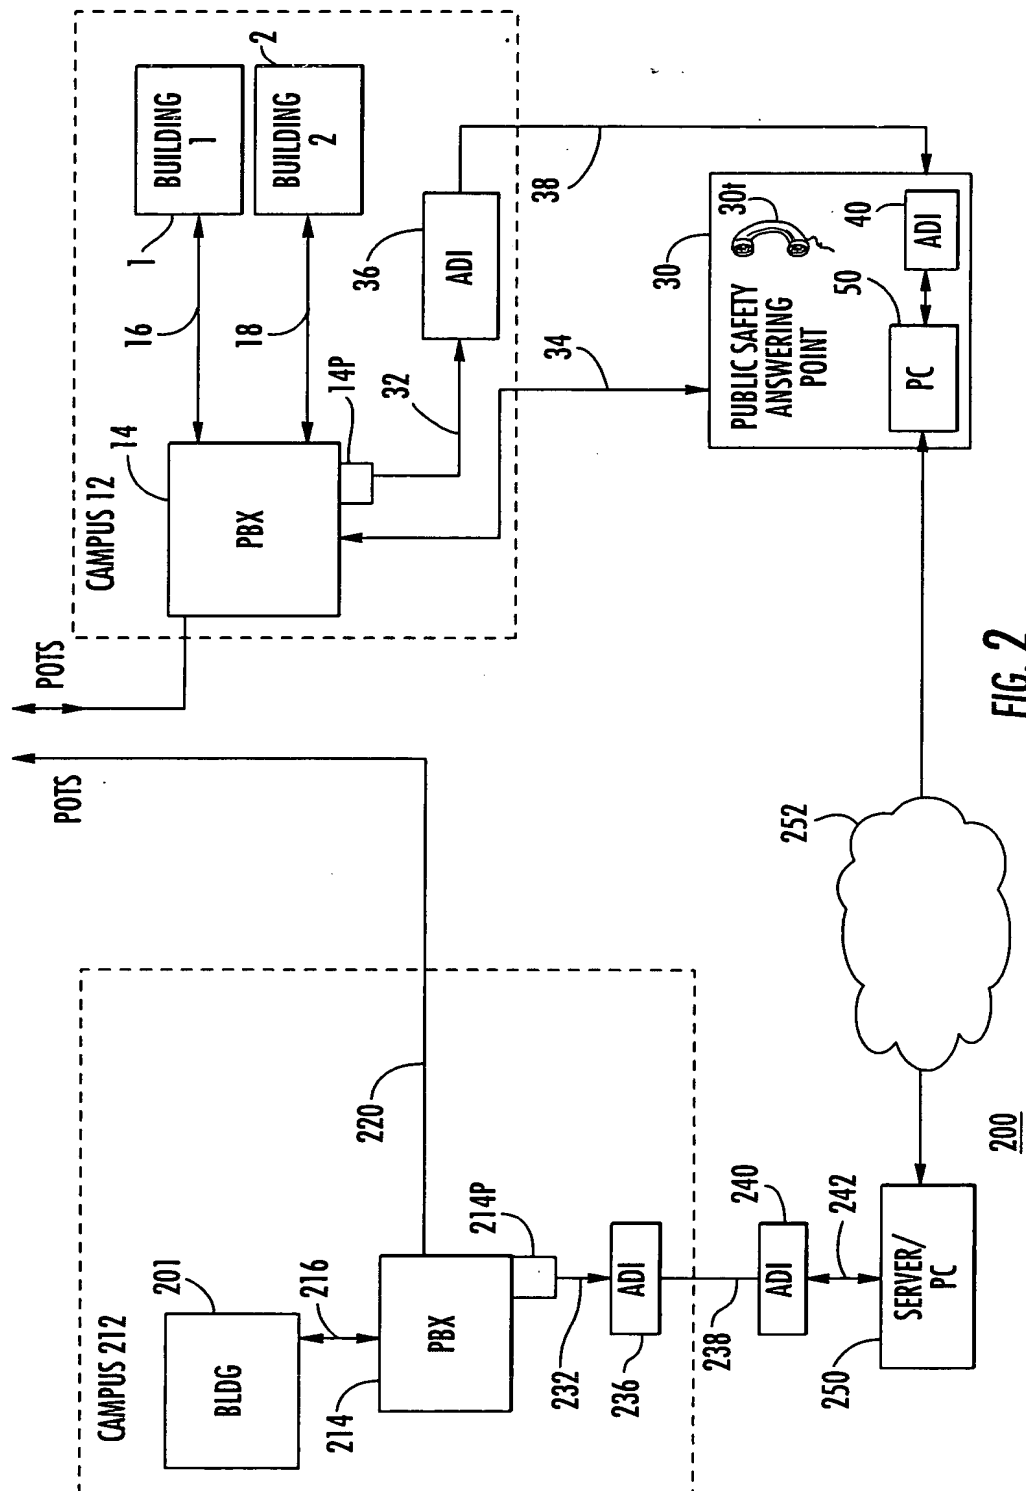 CAMPUS 212
BLDG
201
216
PBX
214
214P
220
POTS
232
ADI
236
238
ADI
240
242
SERVER/
PC
250
252
200
POTS
CAMPUS 12
PBX
14
14P
16
18
BUILDING
1
1
BUILDING
2
2
32
ADI
36
34
38
30
PUBLIC SAFETY
ANSWERING
POINT
30t
PC
50
ADI
40
FIG. 2